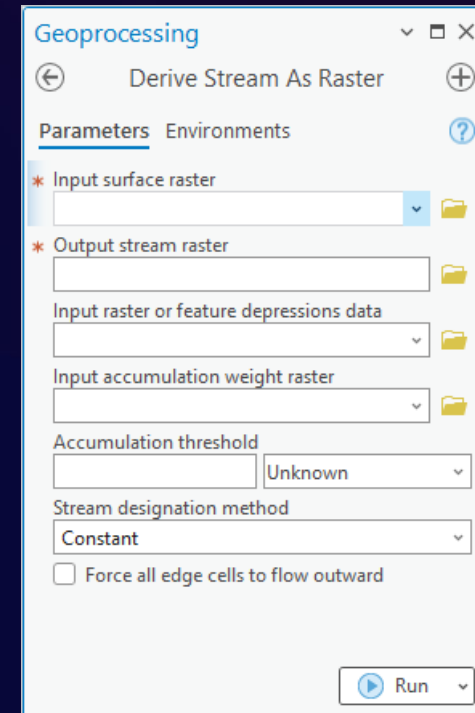 Geoprocessing
Derive Stream As Raster
Parameters Environments
* Input surface raster
* Output stream raster
Input raster or feature depressions data
Input accumulation weight raster
Accumulation threshold
Unknown
Stream designation method
Constant
Force all edge cells to flow outward
Run